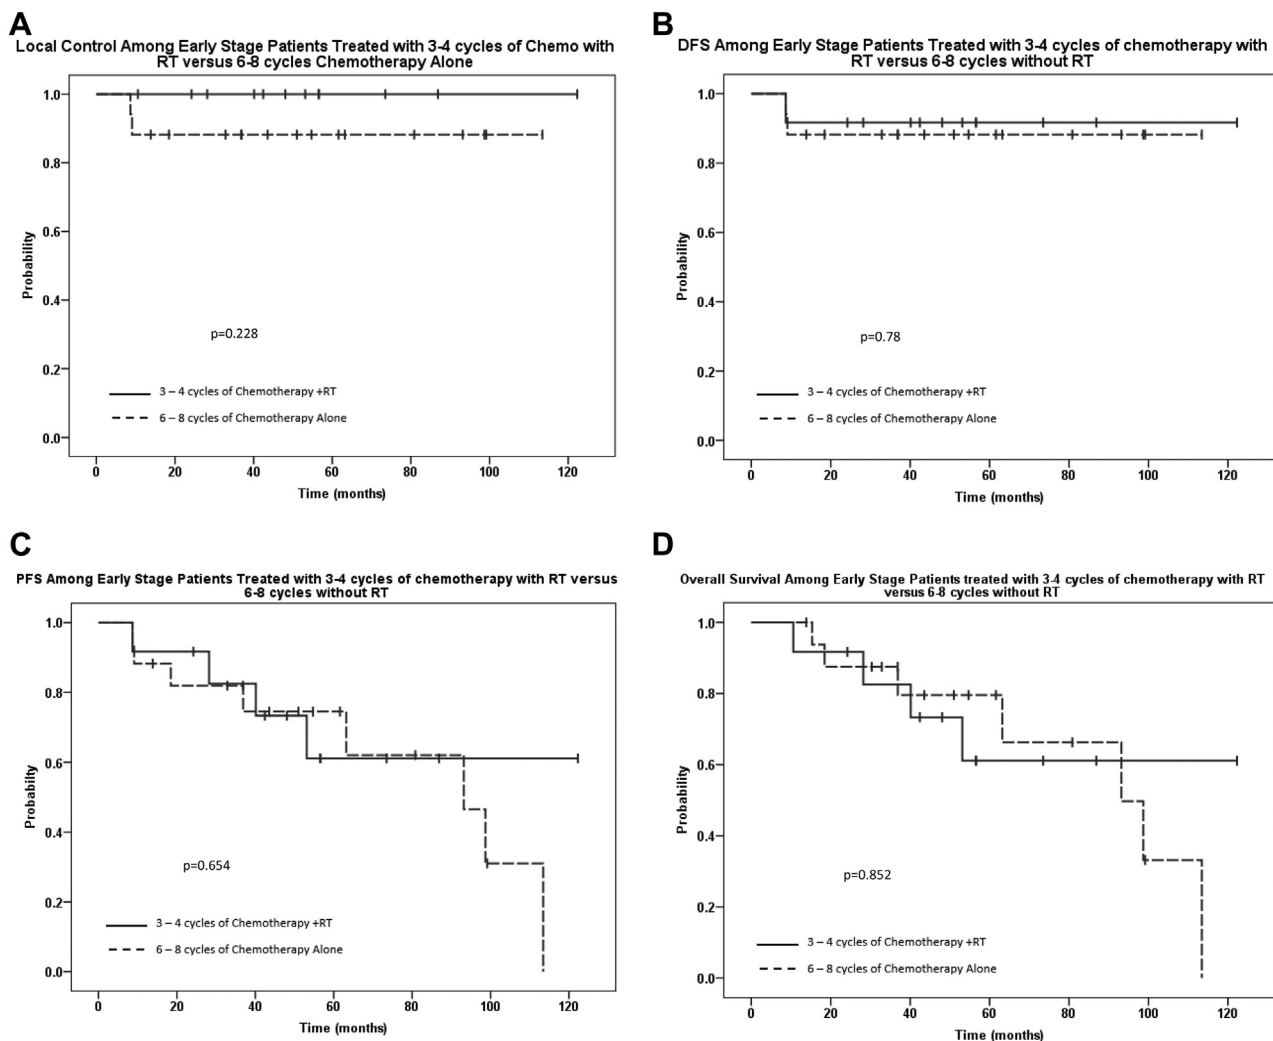 A
Local Control Among Early Stage Patients Treated with 3-4 cycles of Chemo with
RT versus 6-8 cycles Chemotherapy Alone
1.0
0.8
0.6
0.4
0.2
0.0
Probability
p=0.228
3 – 4 cycles of Chemotherapy +RT
6 – 8 cycles of Chemotherapy Alone
0 20 40 60 80 100 120
Time (months)
B
DFS Among Early Stage Patients Treated with 3-4 cycles of chemotherapy with
RT versus 6-8 cycles without RT
1.0
0.8
0.6
0.4
0.2
0.0
Probability
p=0.78
3 – 4 cycles of Chemotherapy +RT
6 – 8 cycles of Chemotherapy Alone
0 20 40 60 80 100 120
Time (months)
C
PFS Among Early Stage Patients Treated with 3-4 cycles of chemotherapy with RT versus
6-8 cycles without RT
1.0
0.8
0.6
0.4
0.2
0.0
Probability
p=0.654
3 – 4 cycles of Chemotherapy +RT
6 – 8 cycles of Chemotherapy Alone
0 20 40 60 80 100 120
Time (months)
D
Overall Survival Among Early Stage Patients treated with 3-4 cycles of chemotherapy with RT
versus 6-8 cycles without RT
1.0
0.8
0.6
0.4
0.2
0.0
Probability
p=0.852
3 – 4 cycles of Chemotherapy +RT
6 – 8 cycles of Chemotherapy Alone
0 20 40 60 80 100 120
Time (months)